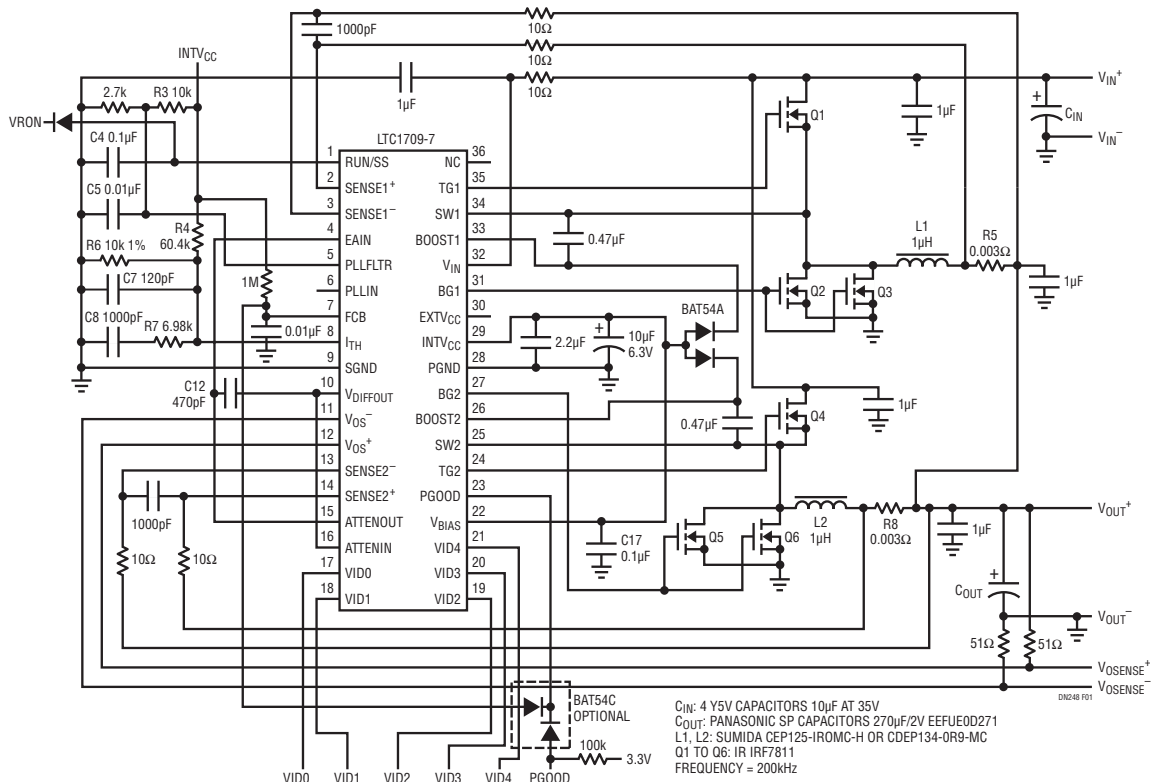 1000pF
10Ω
10Ω
10Ω
INTVCC
1µF
2.7k
R3 10k
VRON
C4 0.1µF
C5 0.01µF
R4
60.4k
R6 10k 1%
C7 120pF
1M
C8 1000pF
R7 6.98k
0.01µF
C12
470pF
1000pF
10Ω
10Ω
LTC1709-7
1 RUN/SS
2 SENSE1+
3 SENSE1–
4 EAIN
5 PLLFLTR
6 PLLIN
7 FCB
8 ITH
9 SGND
10 VDIFFOUT
11 VOS–
12 VOS+
13 SENSE2–
14 SENSE2+
15 ATTENOUT
16 ATTENIN
17 VID0
18 VID1
NC 36
TG1 35
SW1 34
BOOST1 33
VIN 32
BG1 31
EXTVCC 30
INTVCC 29
PGND 28
BG2 27
BOOST2 26
SW2 25
TG2 24
PGOOD 23
VBIAS 22
VID4 21
VID3 20
VID2 19
Q1
1µF
+
CIN
VIN+
VIN–
0.47µF
L1
1µH
R5
0.003Ω
1µF
Q2
Q3
BAT54A
2.2µF
+
10µF
6.3V
0.47µF
Q4
1µF
C17
0.1µF
Q5
Q6
L2
1µH
R8
0.003Ω
1µF
VOUT+
+
COUT
VOUT–
51Ω
51Ω
VOSENSE+
VOSENSE–
DN248 F01
BAT54C
OPTIONAL
100k
3.3V
VID0 VID1 VID2 VID3 VID4 PGOOD
CIN: 4 Y5V CAPACITORS 10µF AT 35V
COUT: PANASONIC SP CAPACITORS 270µF/2V EEFUE0D271
L1, L2: SUMIDA CEP125-IROMC-H OR CDEP134-0R9-MC
Q1 TO Q6: IR IRF7811
FREQUENCY = 200kHz